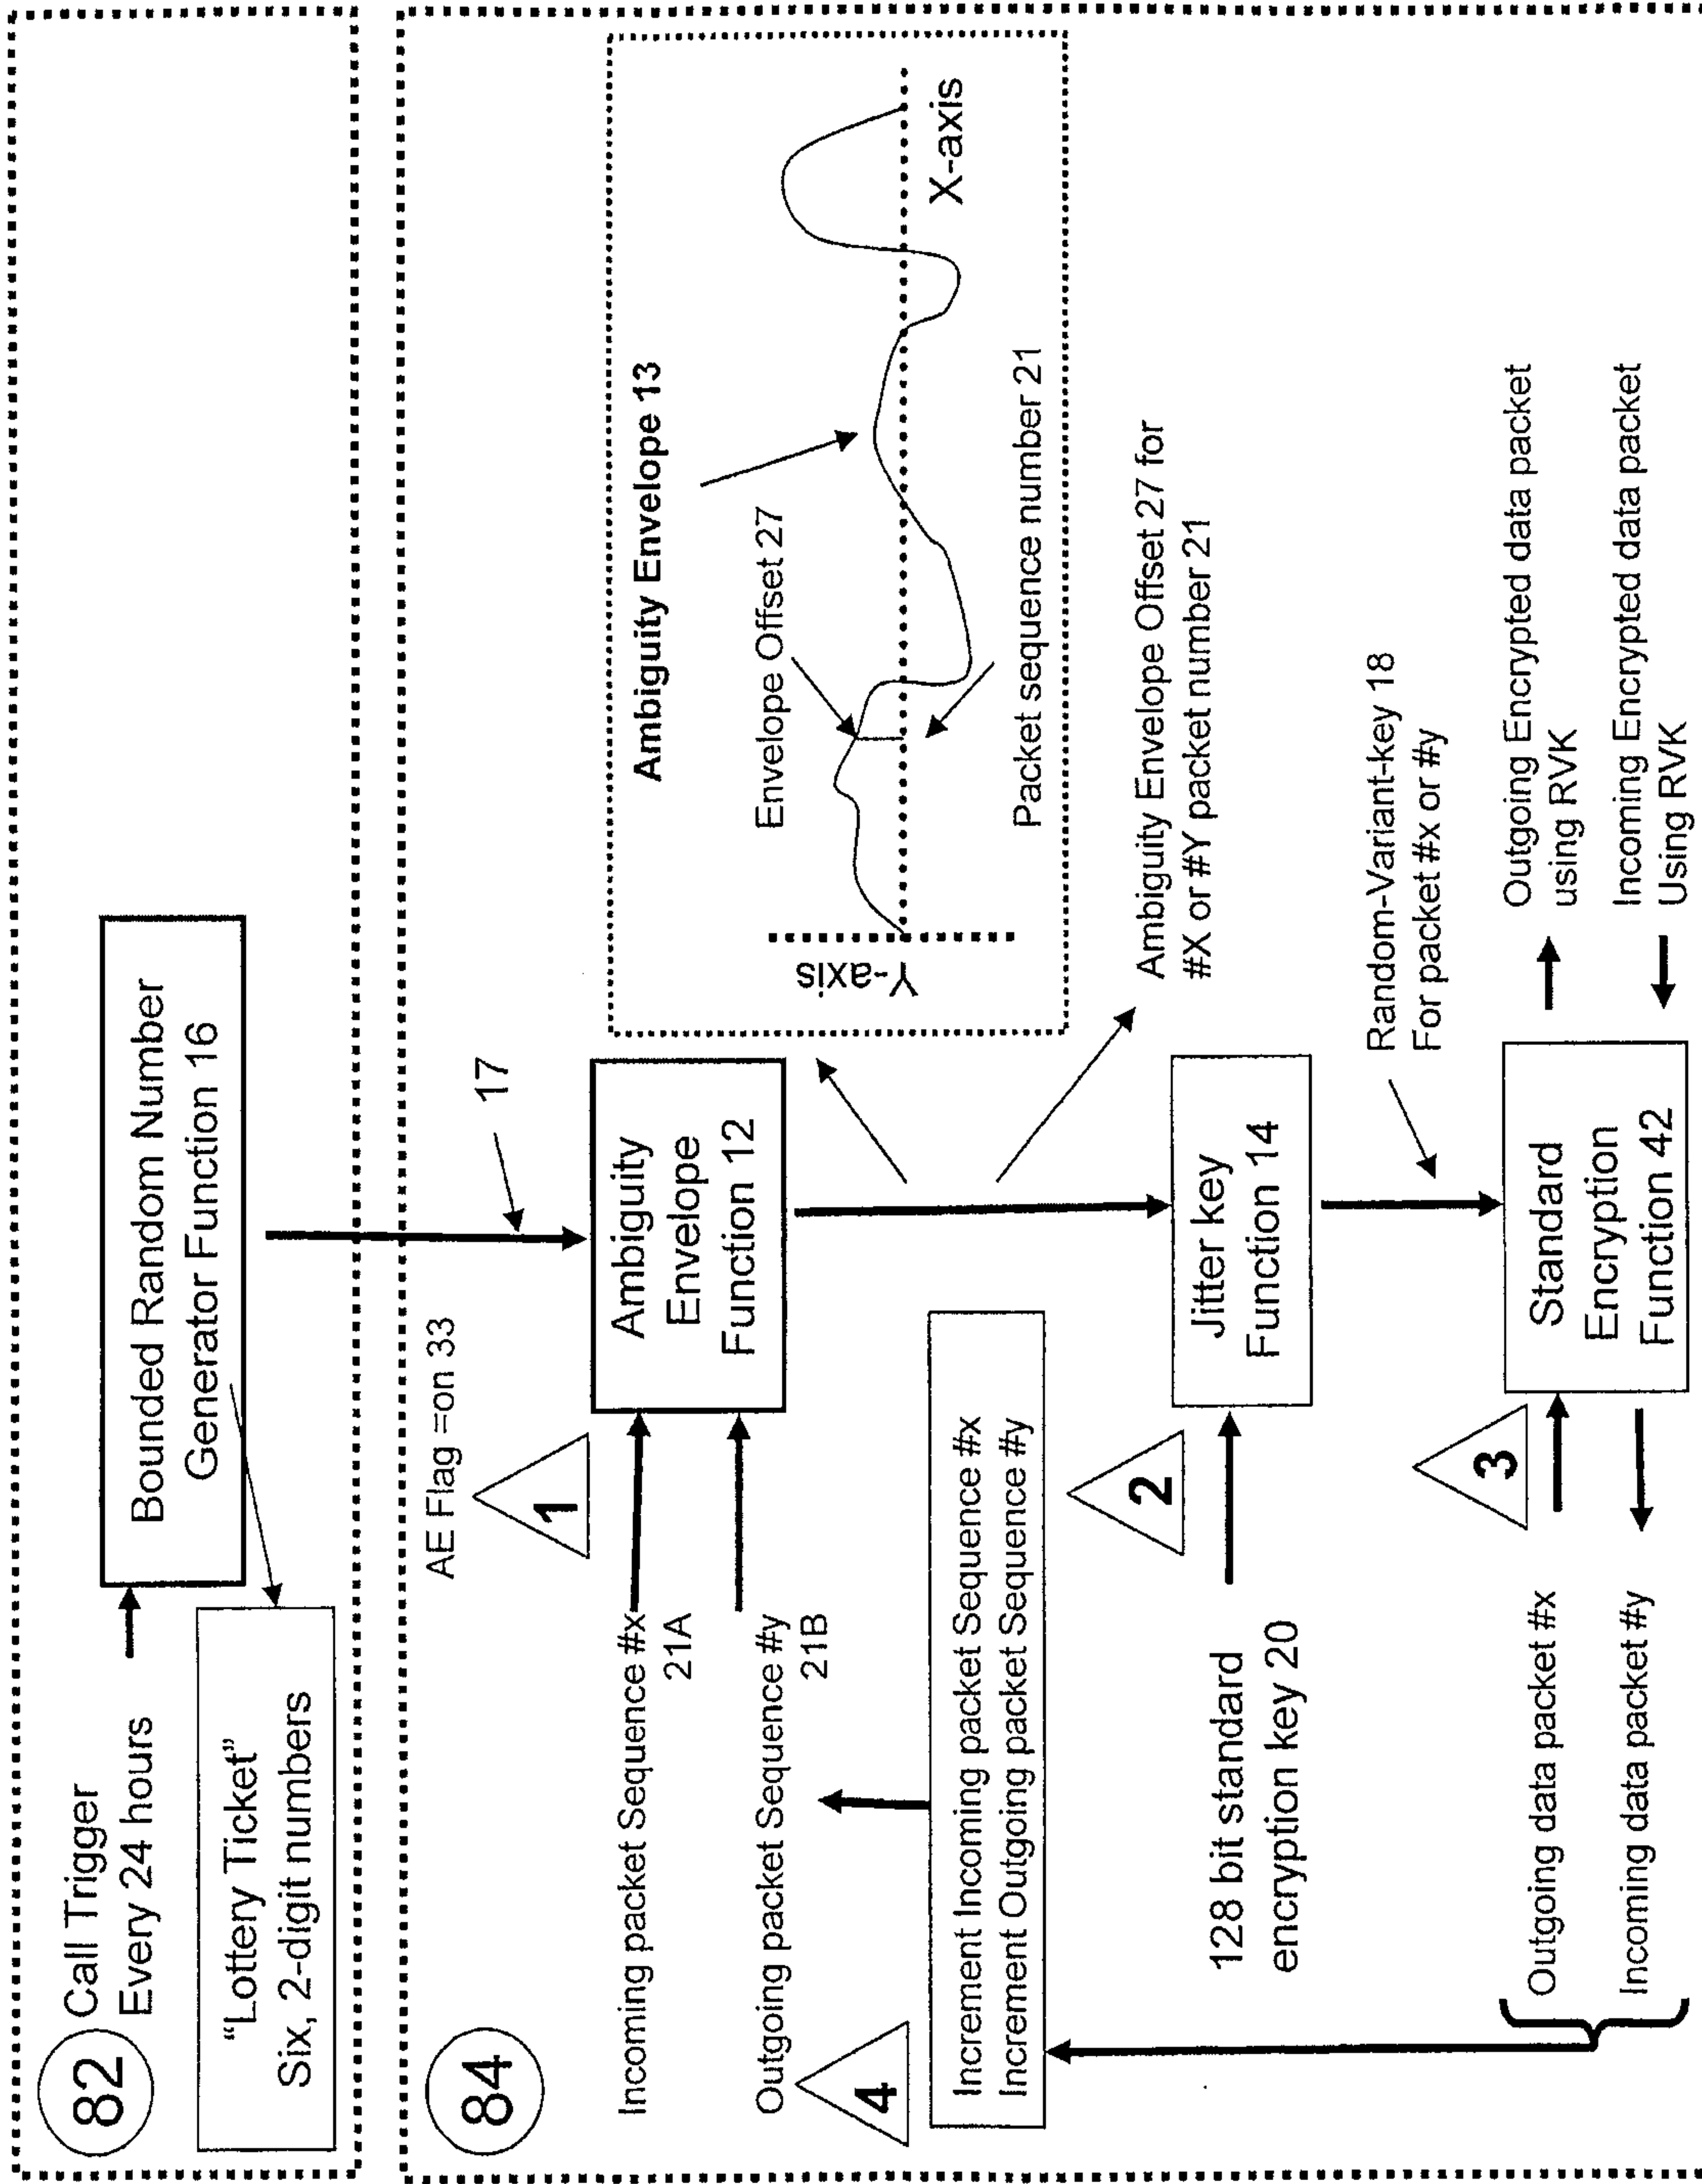 82
Call Trigger
Every 24 hours
Bounded Random Number
Generator Function 16
“Lottery Ticket”
Six, 2-digit numbers
84
AE Flag =on 33
17
1
Incoming packet Sequence #x
21A
Outgoing packet Sequence #y
21B
Ambiguity
Envelope
Function 12
Ambiguity Envelope 13
Envelope Offset 27
Y-axis
X-axis
Packet sequence number 21
4
Increment Incoming packet Sequence #x
Increment Outgoing packet Sequence #y
Ambiguity Envelope Offset 27 for
#X or #Y packet number 21
2
128 bit standard
encryption key 20
Jitter key
Function 14
Random-Variant-key 18
For packet #x or #y
3
Outgoing data packet #x
Incoming data packet #y
Standard
Encryption
Function 42
Outgoing Encrypted data packet
using RVK
Incoming Encrypted data packet
Using RVK